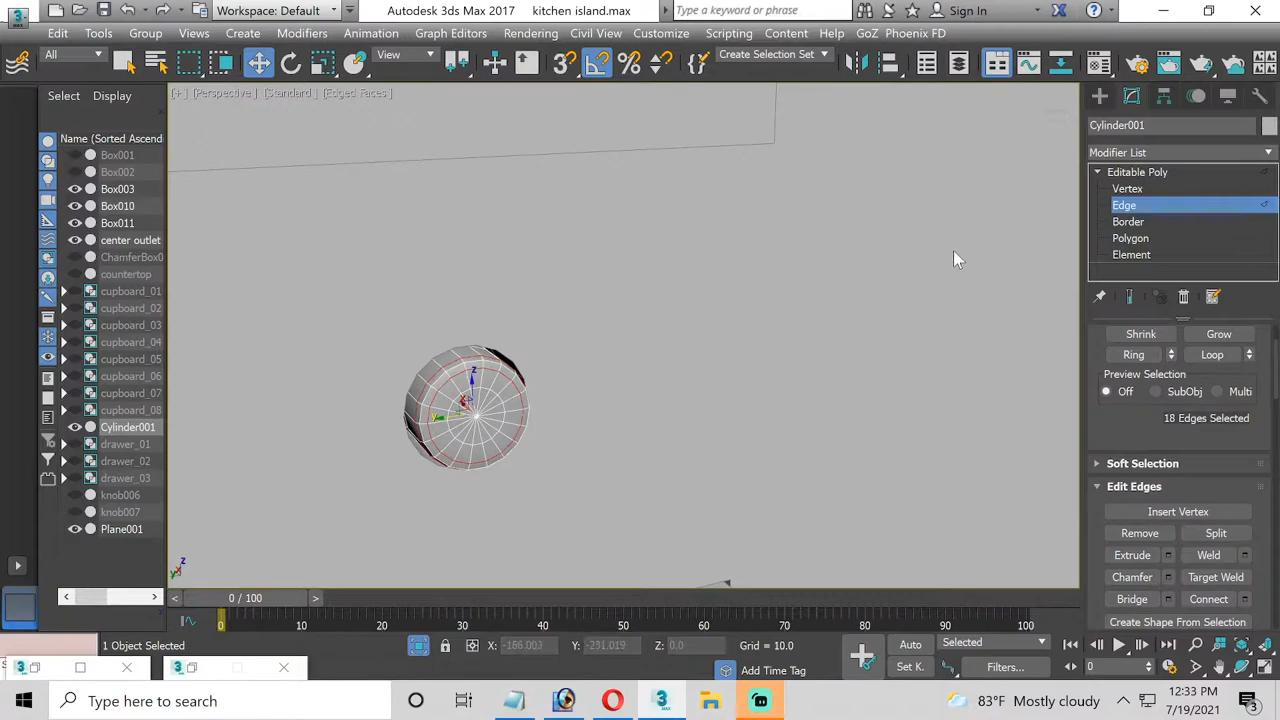 Workspace: Default
Autodesk 3ds Max 2017 kitchen island.max
Type a keyword or phrase
Sign In
Edit Tools Group Views Create Modifiers Animation Graph Editors Rendering Civil View Customize Scripting Content Help GoZ Phoenix FD
All View Create Selection Set
Select Display
[+] [Perspective] [Standard] [Edged Faces]
Name (Sorted Ascend
Box001
Box002
Box003
Box010
Box011
center outlet
ChamferBox0
countertop
cupboard_01
cupboard_02
cupboard_03
cupboard_04
cupboard_05
cupboard_06
cupboard_07
cupboard_08
Cylinder001
drawer_01
drawer_02
drawer_03
knob006
knob007
Plane001
z
x
y
z
x
y
Cylinder001
Modifier List
Editable Poly
Vertex
Edge
Border
Polygon
Element
Shrink Grow
Ring Loop
Preview Selection
Off SubObj Multi
18 Edges Selected
Soft Selection
Edit Edges
Insert Vertex
Remove Split
Extrude Weld
Chamfer Target Weld
Bridge Connect
Create Shape From Selection
0 / 100
0 10 20 30 40 50 60 70 80 90 100
1 Object Selected
X: -166.003 Y: -231.019 Z: 0.0 Grid = 10.0
Auto Selected
Add Time Tag
Set K. Filters...
0
Type here to search
83°F Mostly cloudy
12:33 PM
7/19/2021
3